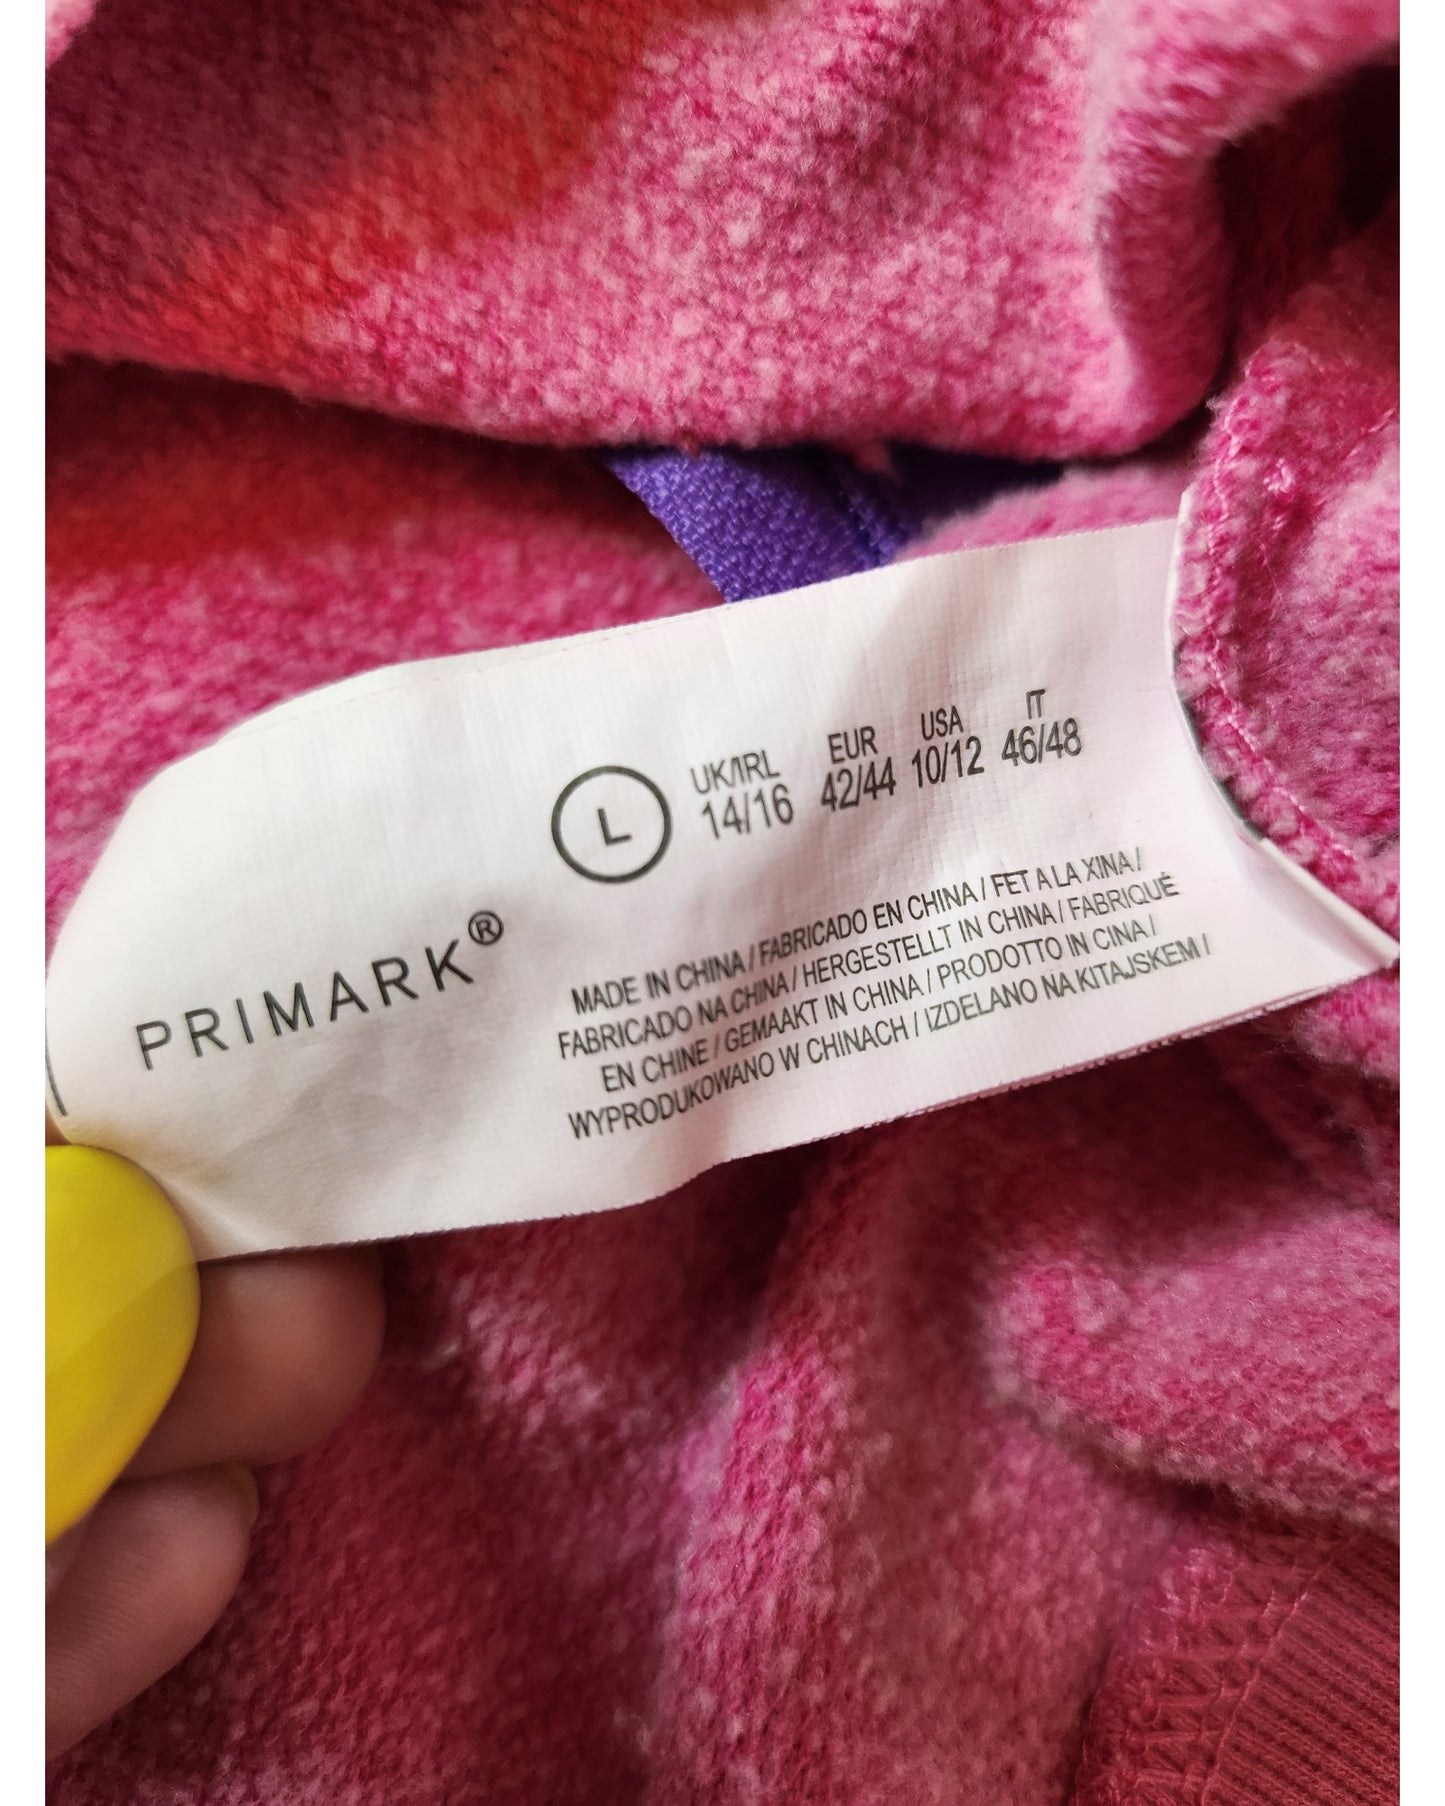 PRIMARK®
L
UK/IRL EUR USA IT
14/16 42/44 10/12 46/48
MADE IN CHINA / FABRICADO EN CHINA / FET A LA XINA /
FABRICADO NA CHINA / HERGESTELLT IN CHINA / FABRIQUÉ
EN CHINE / GEMAAKT IN CHINA / PRODOTTO IN CINA /
WYPRODUKOWANO W CHINACH / IZDELANO NA KITAJSKEM /